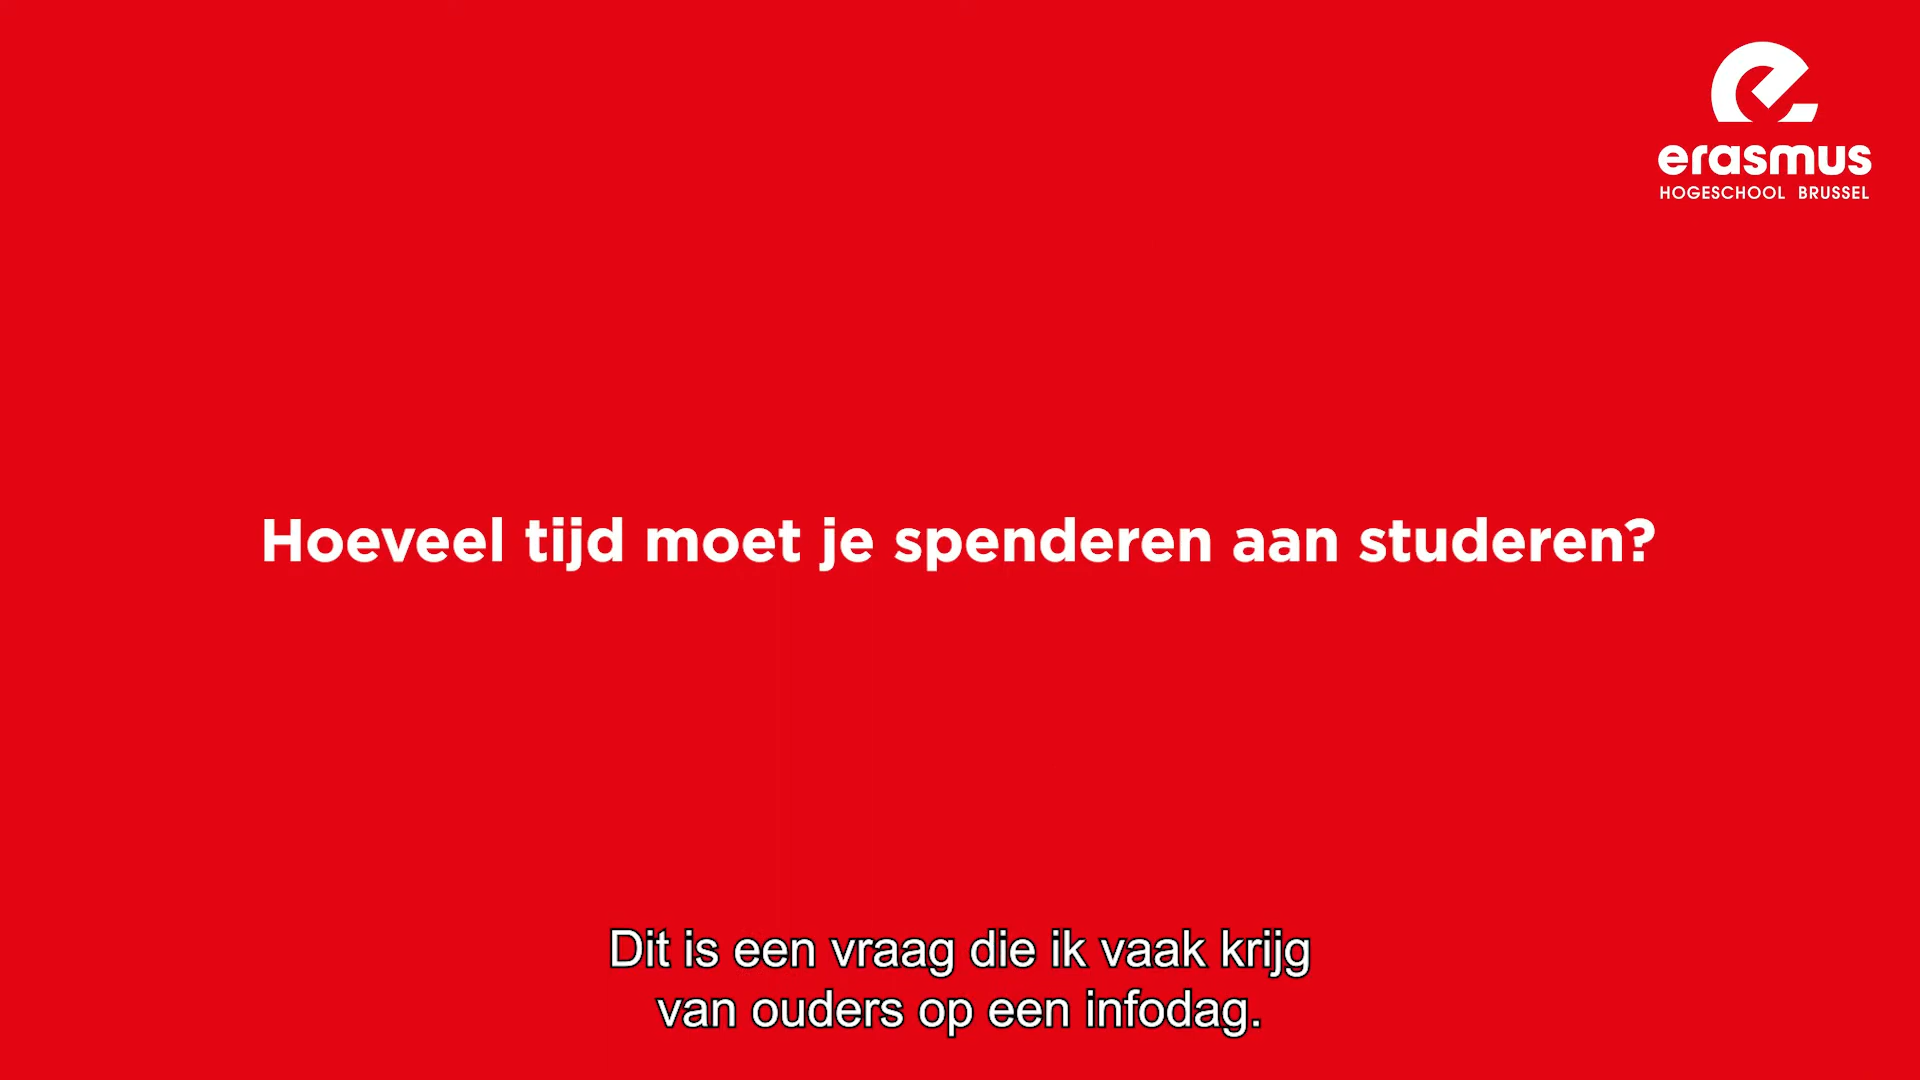 erasmus
HOGESCHOOL BRUSSEL
Hoeveel tijd moet je spenderen aan studeren?
Dit is een vraag die ik vaak krijg
van ouders op een infodag.